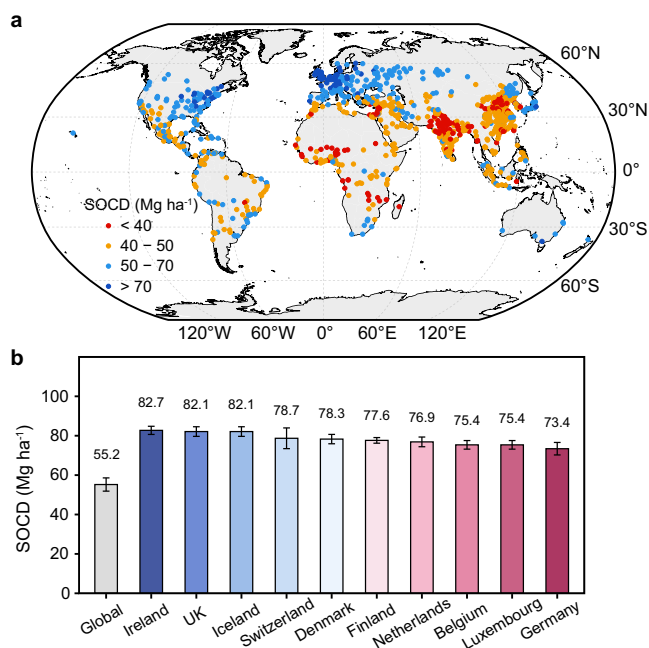 a
60°N
30°N
0°
30°S
60°S
SOCD (Mg ha⁻¹)
< 40
40 – 50
50 – 70
> 70
120°W 60°W 0° 60°E 120°E
b
SOCD (Mg ha⁻¹)
100
80
60
40
20
0
55.2 82.7 82.1 82.1 78.7 78.3 77.6 76.9 75.4 75.4 73.4
Global Ireland UK Iceland Switzerland Denmark Finland Netherlands Belgium Luxembourg Germany